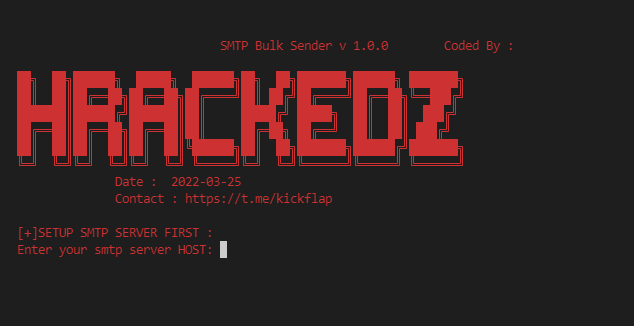 SMTP Bulk Sender v 1.0.0 Coded By :
HRACKEDZ
Date : 2022-03-25
Contact : https://t.me/kickflap
[+]SETUP SMTP SERVER FIRST :
Enter your smtp server HOST: